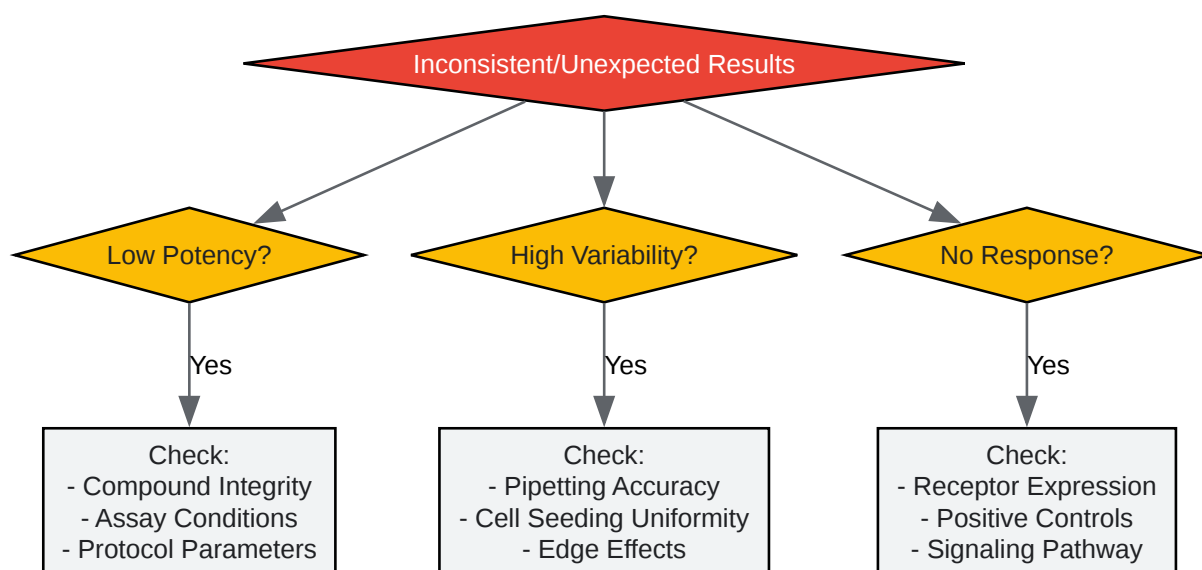 Inconsistent/Unexpected Results
Low Potency?
High Variability?
No Response?
Yes
Yes
Yes
Check:
- Compound Integrity
- Assay Conditions
- Protocol Parameters
Check:
- Pipetting Accuracy
- Cell Seeding Uniformity
- Edge Effects
Check:
- Receptor Expression
- Positive Controls
- Signaling Pathway